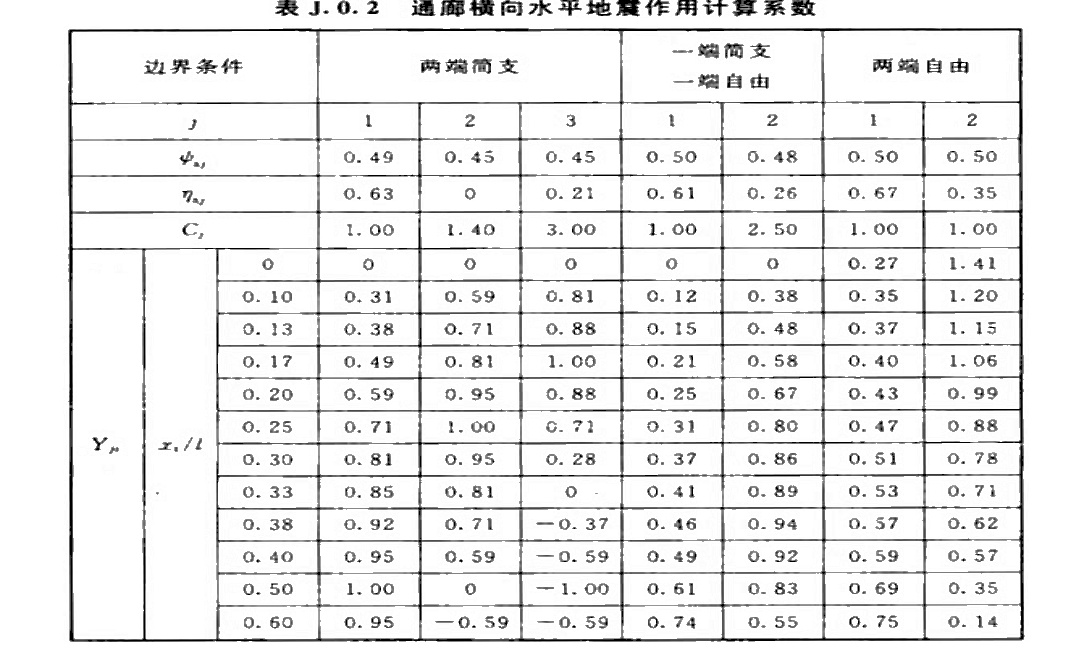 表 J.0.2 通廊横向水平地震作用计算系数
边界条件 两端简支 一端简支 一端自由 两端自由
j 1 2 3 1 2 1 2
ψ_aj 0.49 0.45 0.45 0.50 0.48 0.50 0.50
η_aj 0.63 0 0.21 0.61 0.26 0.67 0.35
C_j 1.00 1.40 3.00 1.00 2.50 1.00 1.00
Y_ji x_i/l
0 0 0 0 0 0 0.27 1.41
0.10 0.31 0.59 0.81 0.12 0.38 0.35 1.20
0.13 0.38 0.71 0.88 0.15 0.48 0.37 1.15
0.17 0.49 0.81 1.00 0.21 0.58 0.40 1.06
0.20 0.59 0.95 0.88 0.25 0.67 0.43 0.99
0.25 0.71 1.00 0.71 0.31 0.80 0.47 0.88
0.30 0.81 0.95 0.28 0.37 0.86 0.51 0.78
0.33 0.85 0.81 0 0.41 0.89 0.53 0.71
0.38 0.92 0.71 -0.37 0.46 0.94 0.57 0.62
0.40 0.95 0.59 -0.59 0.49 0.92 0.59 0.57
0.50 1.00 0 -1.00 0.61 0.83 0.69 0.35
0.60 0.95 -0.59 -0.59 0.74 0.55 0.75 0.14